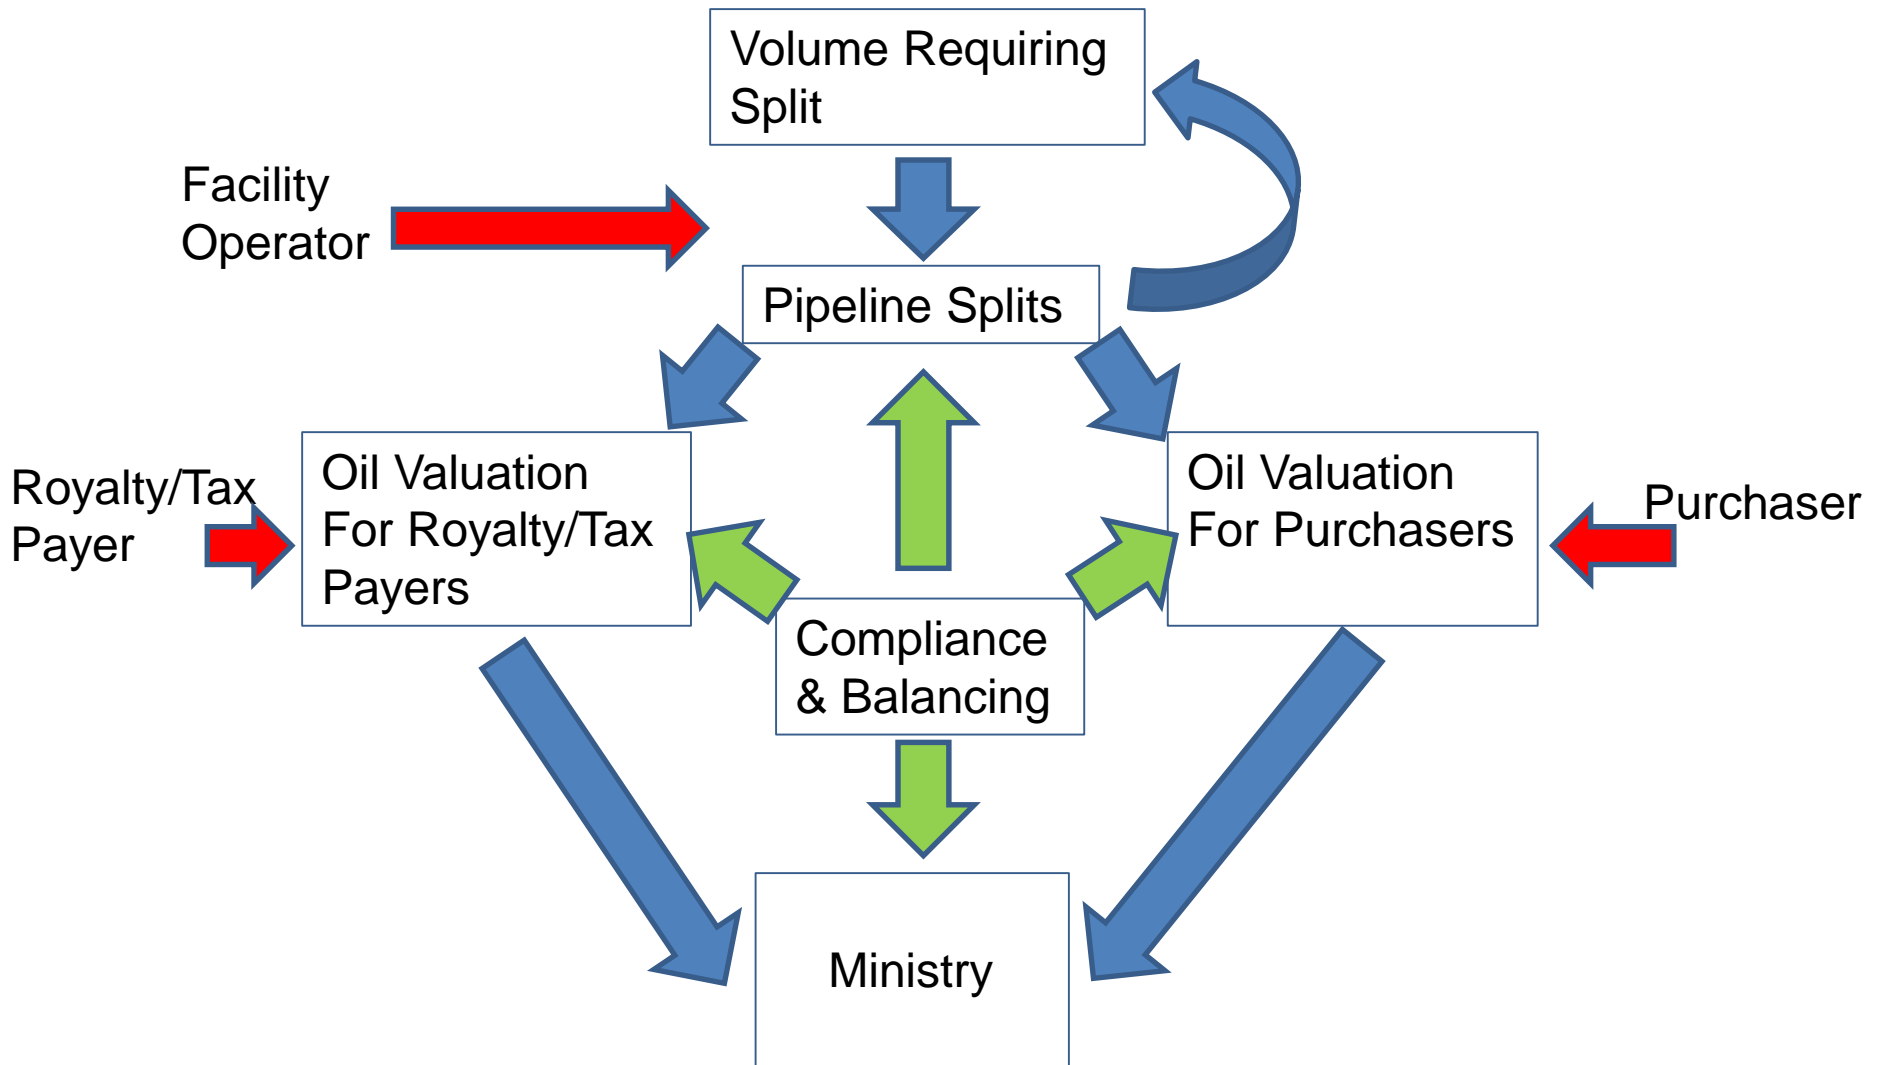 Volume Requiring
Split
Facility
Operator
Pipeline Splits
Royalty/Tax
Payer
Oil Valuation
For Royalty/Tax
Payers
Oil Valuation
For Purchasers
Purchaser
Compliance
& Balancing
Ministry